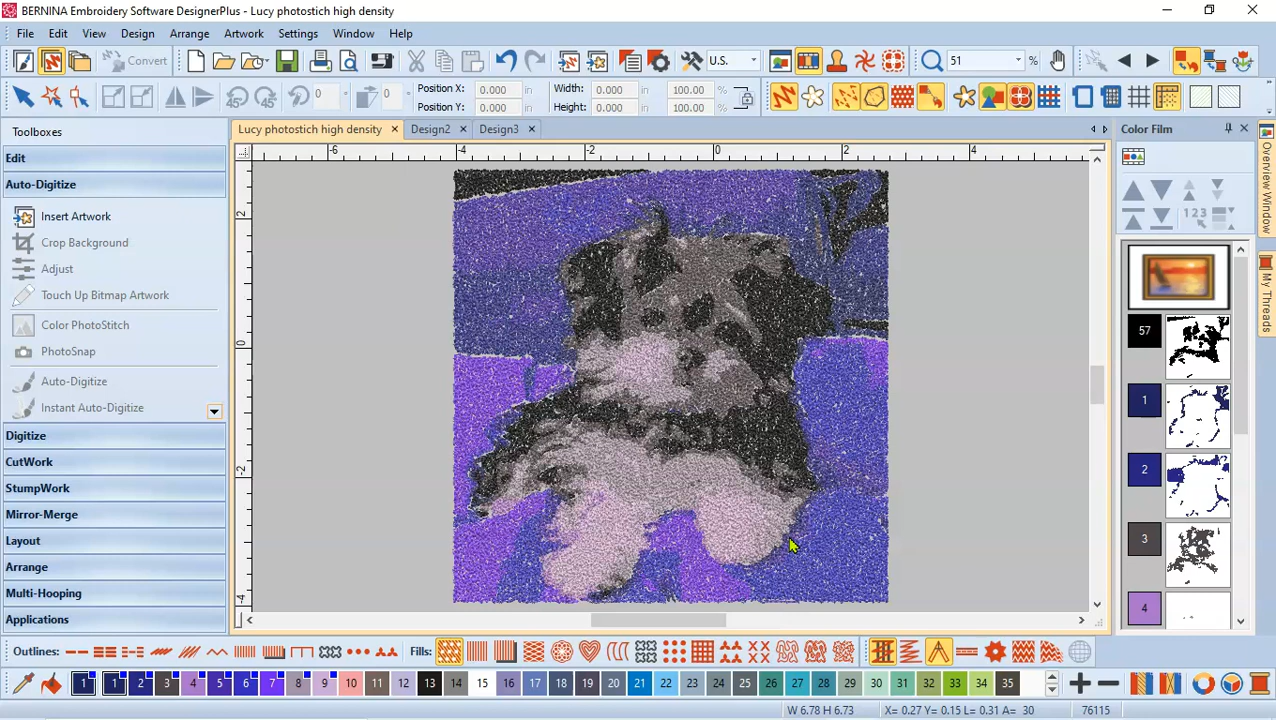 BERNINA Embroidery Software DesignerPlus - Lucy photostich high density
File Edit View Design Arrange Artwork Settings Window Help
Convert U.S. 51
0 0 Position X: 0.000 in Width: 0.000 in 100.00 %
Position Y: 0.000 in Height: 0.000 in 100.00 %
Toolboxes
Edit
Auto-Digitize
Insert Artwork
Crop Background
Adjust
Touch Up Bitmap Artwork
Color PhotoStitch
PhotoSnap
Auto-Digitize
Instant Auto-Digitize
Digitize
CutWork
StumpWork
Mirror-Merge
Layout
Arrange
Multi-Hooping
Applications
Lucy photostich high density Design2 Design3
-6 -4 -2 0 2 4
2
0
-2
-4
Color Film
1 2 3
57
1
2
3
4
Overview Window
My Threads
Outlines: Fills:
1 1 2 3 4 5 6 7 8 9 10 11 12 13 14 15 16 17 18 19 20 21 22 23 24 25 26 27 28 29 30 31 32 33 34 35
W 6.78 H 6.73 X= 0.27 Y= 0.15 L= 0.31 A= 30 76115